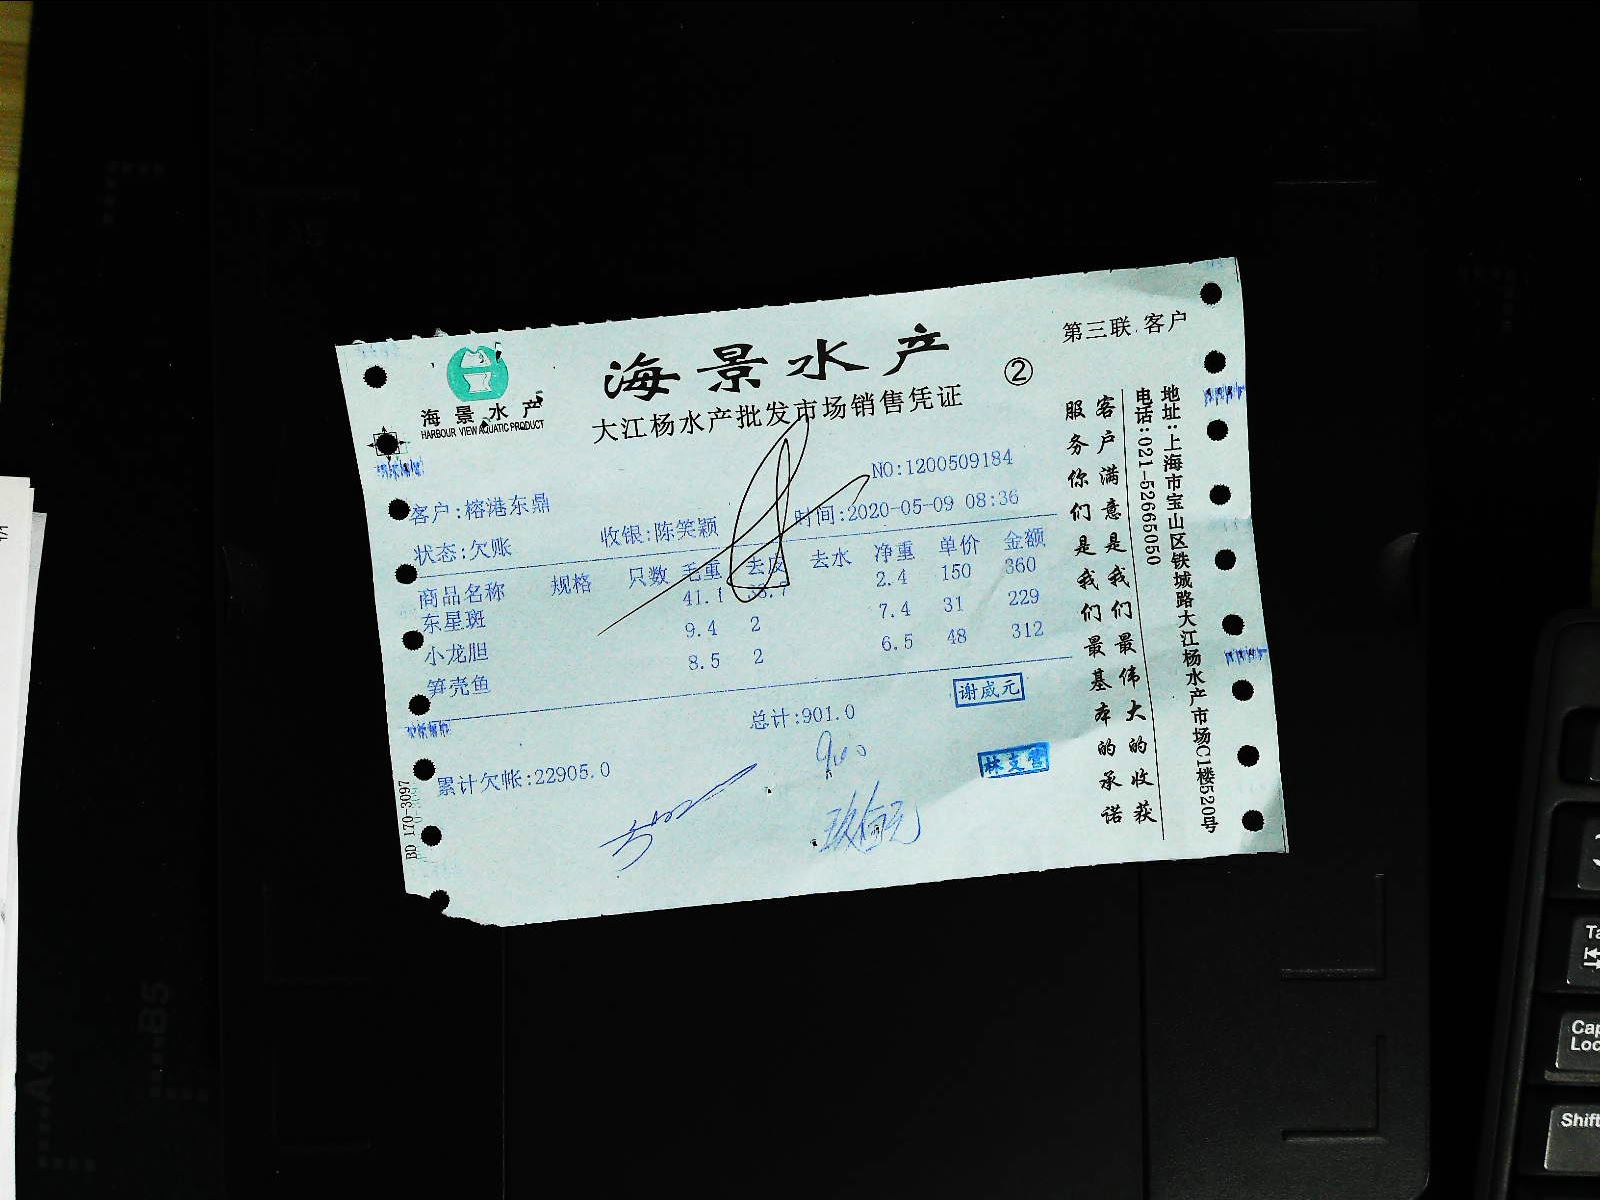 第三联.客户
海景水产
②
海景水产
HARBOUR VIEW AQUATIC PRODUCT
大江杨水产批发市场销售凭证
NO:1200509184
客户:榕港东鼎
收银:陈笑颖
时间:2020-05-09 08:36
状态:欠账
商品名称 规格 只数 毛重 去皮 去水 净重 单价 金额
东星斑 41.1 38.7 2.4 150 360
小龙胆 9.4 2 7.4 31 229
笋壳鱼 8.5 2 6.5 48 312
总计:901.0
谢威元
900
累计欠帐:22905.0
玖佰元
BD 170-3097
客户满意是我们最伟大的收获
服务你们是我们最基本的承诺
地址:上海市宝山区铁城路大江杨水产市场C1楼520号
电话:021-52665050
A4
B5
Caps
Loc
Shift